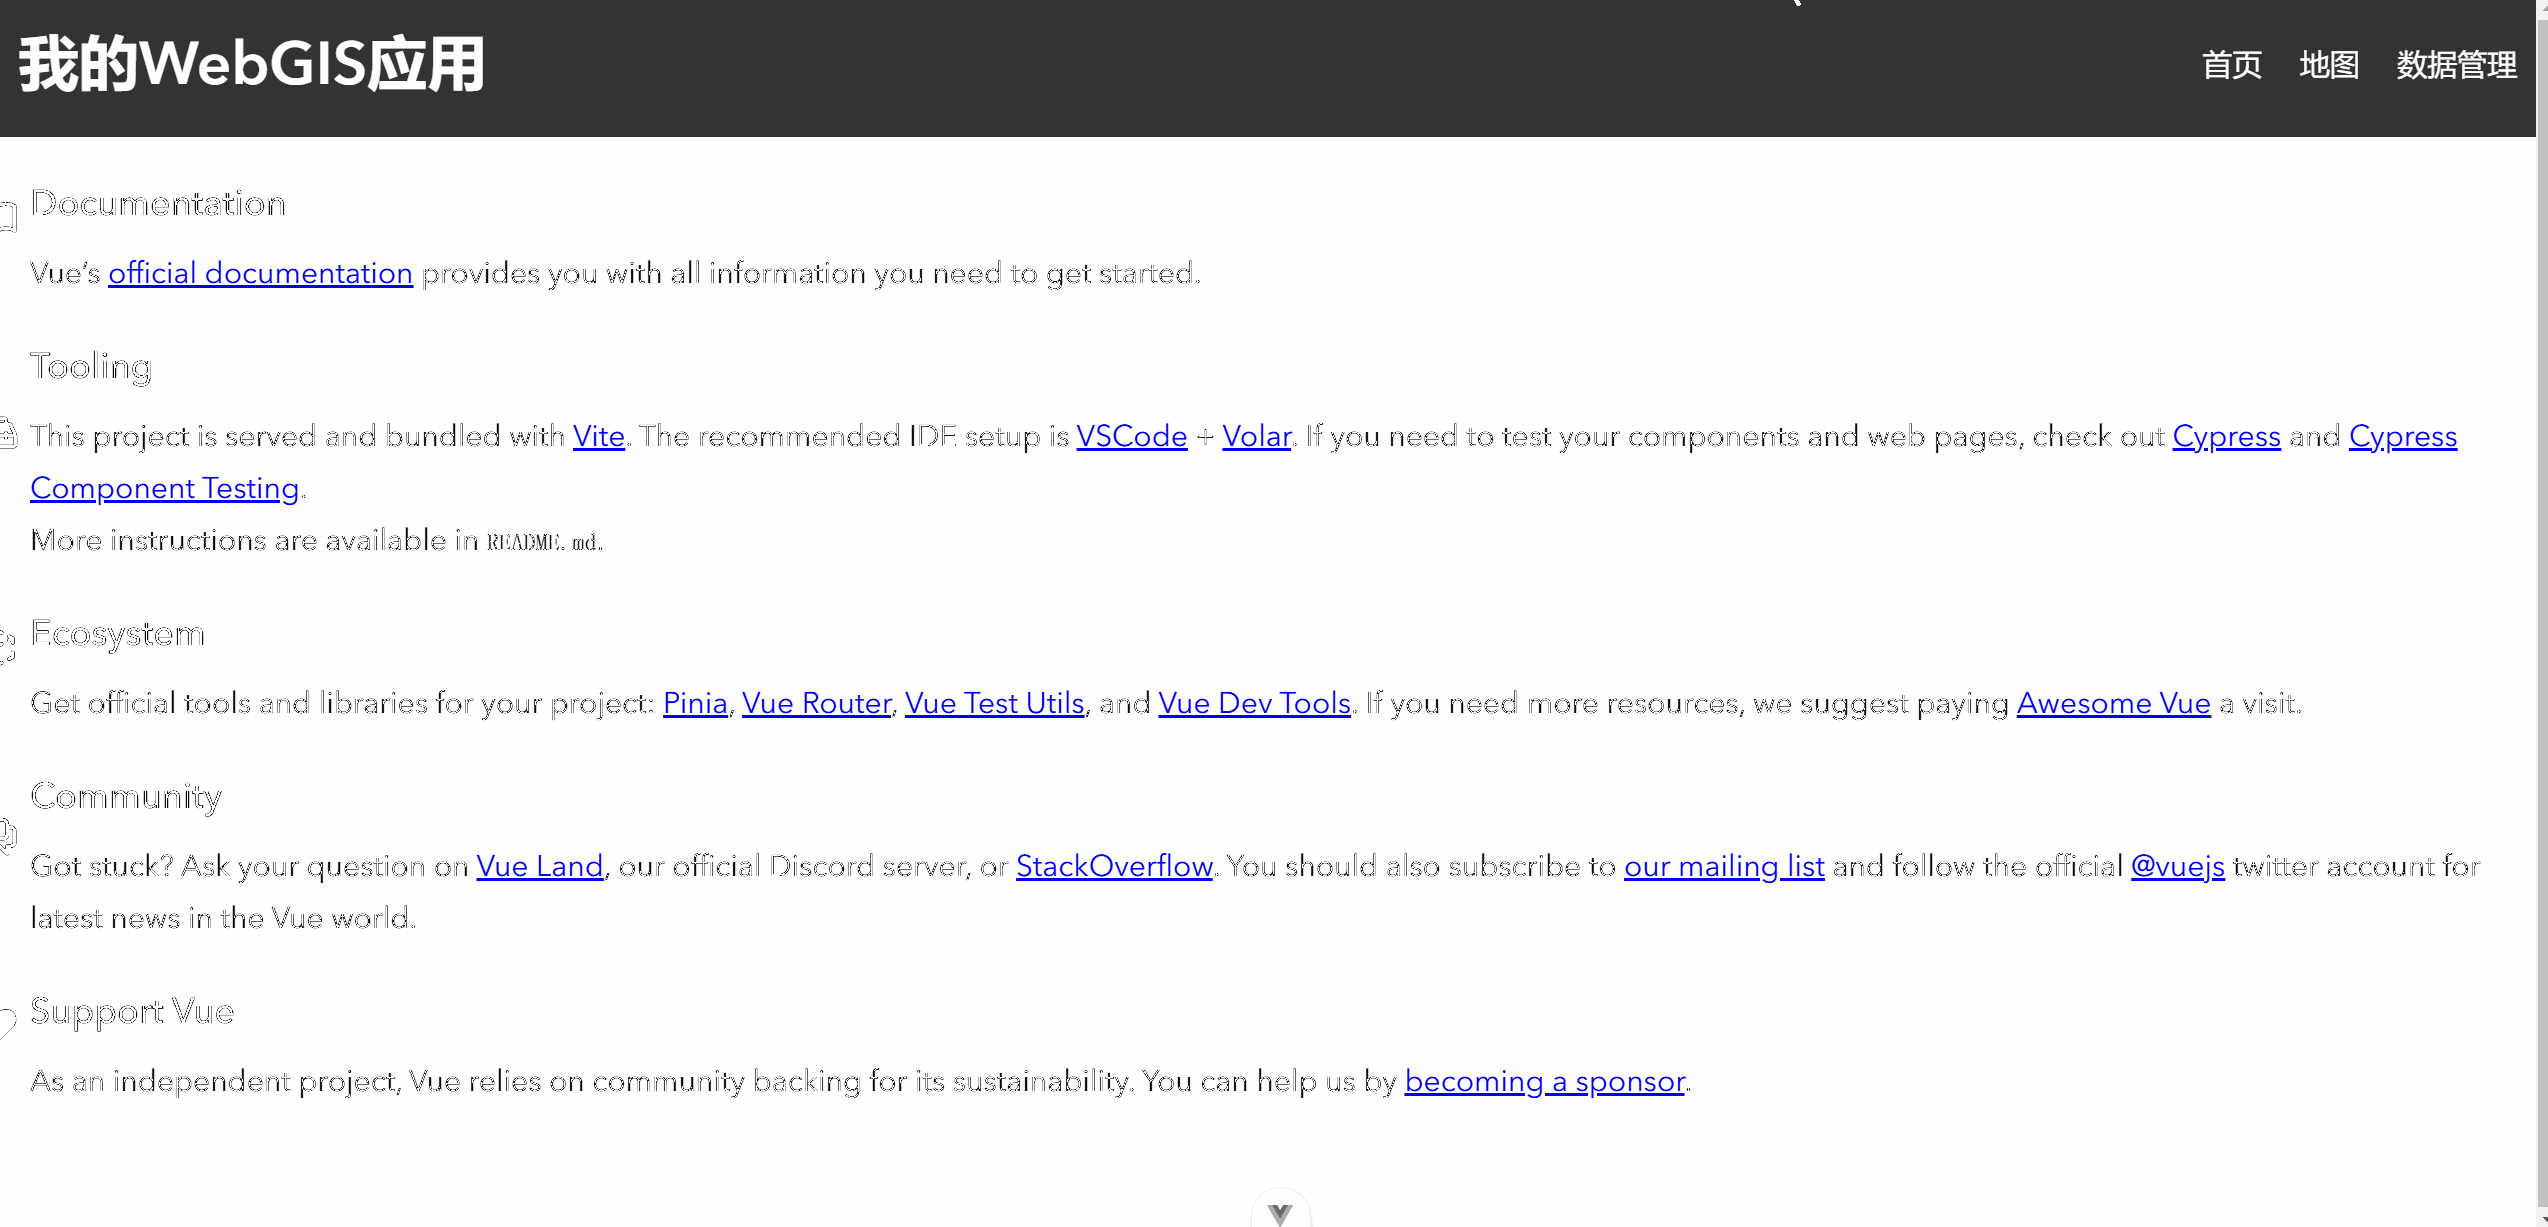 我的WebGIS应用
首页 地图 数据管理
Documentation
Vue’s official documentation provides you with all information you need to get started.
Tooling
This project is served and bundled with Vite. The recommended IDE setup is VSCode + Volar. If you need to test your components and web pages, check out Cypress and Cypress
Component Testing.
More instructions are available in README.md.
Ecosystem
Get official tools and libraries for your project: Pinia, Vue Router, Vue Test Utils, and Vue Dev Tools. If you need more resources, we suggest paying Awesome Vue a visit.
Community
Got stuck? Ask your question on Vue Land, our official Discord server, or StackOverflow. You should also subscribe to our mailing list and follow the official @vuejs twitter account for
latest news in the Vue world.
Support Vue
As an independent project, Vue relies on community backing for its sustainability. You can help us by becoming a sponsor.